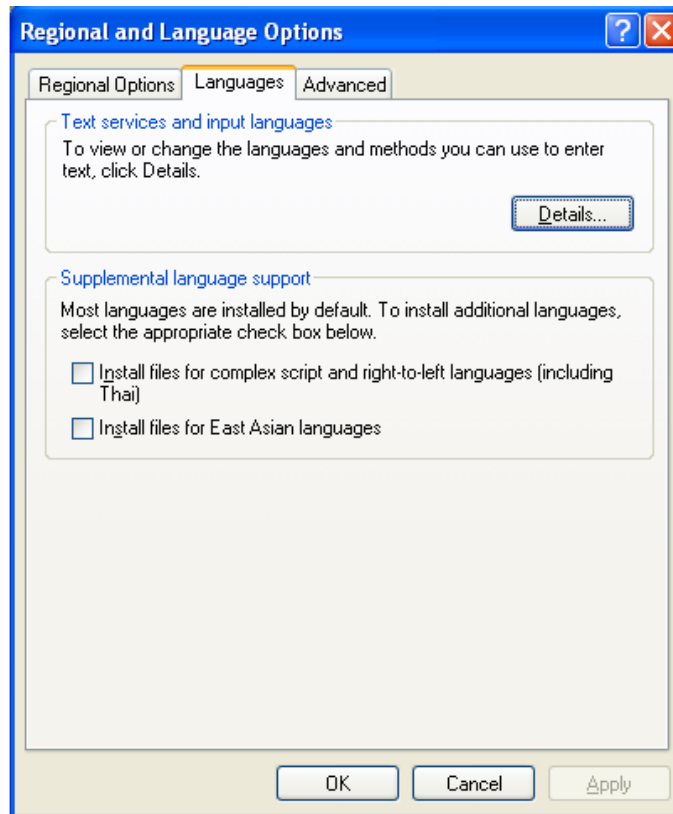 Regional and Language Options
?
Regional Options Languages Advanced
Text services and input languages
To view or change the languages and methods you can use to enter
text, click Details.
Details...
Supplemental language support
Most languages are installed by default. To install additional languages,
select the appropriate check box below.
Install files for complex script and right-to-left languages (including
Thai)
Install files for East Asian languages
OK Cancel Apply